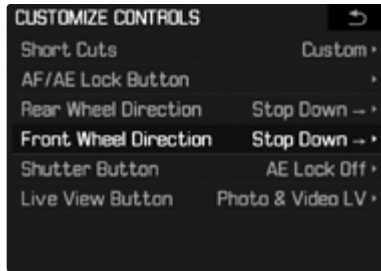 CUSTOMIZE CONTROLS
Short Cuts Custom
AF/AE Lock Button
Rear Wheel Direction Stop Down →
Front Wheel Direction Stop Down →
Shutter Button AE Lock Off
Live View Button Photo & Video LV